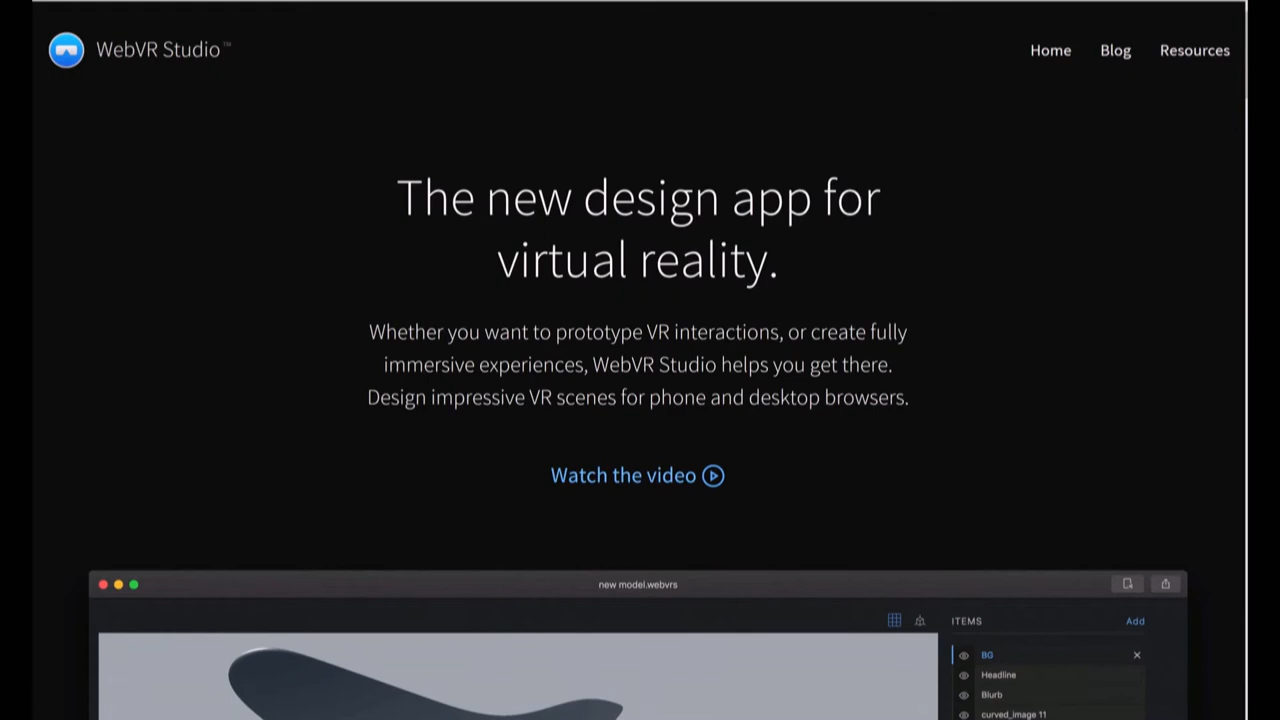 WebVR Studio™
Home Blog Resources
The new design app for
virtual reality.
Whether you want to prototype VR interactions, or create fully
immersive experiences, WebVR Studio helps you get there.
Design impressive VR scenes for phone and desktop browsers.
Watch the video
new model.webvrs
ITEMS Add
BG
Headline
Blurb
curved_image 11